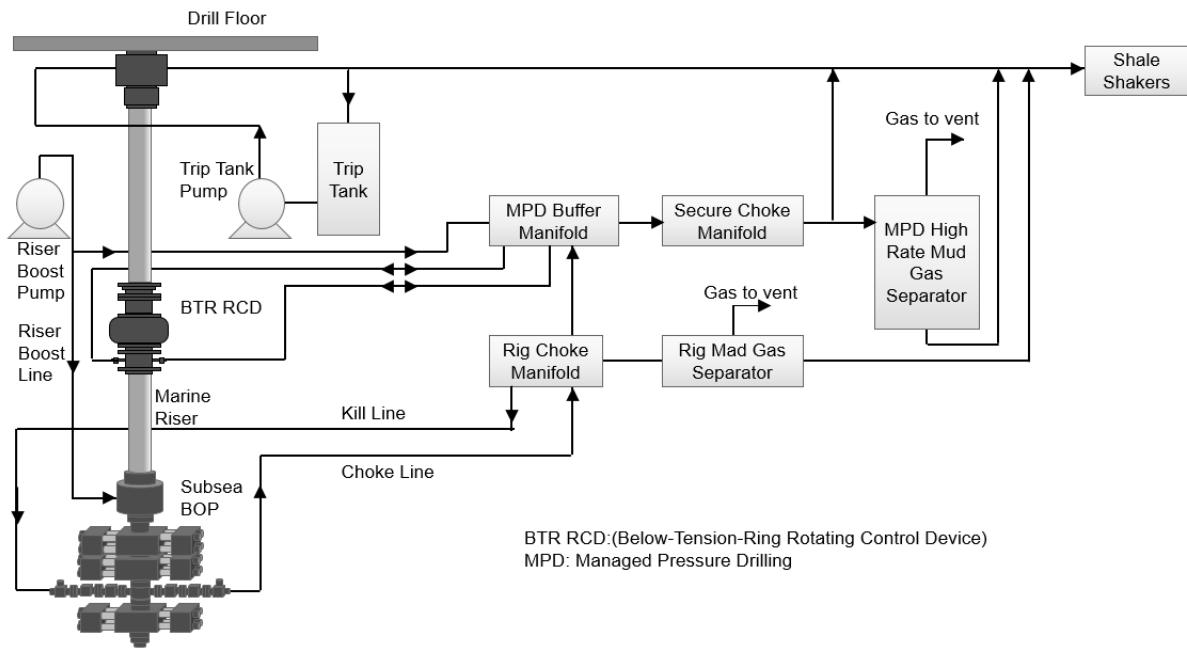 Drill Floor
Shale
Shakers
Gas to vent
Trip Tank
Pump
Trip
Tank
MPD Buffer
Manifold
Secure Choke
Manifold
MPD High
Rate Mud
Gas
Separator
Riser
Boost
Pump
BTR RCD
Gas to vent
Riser
Boost
Line
Rig Choke
Manifold
Rig Mad Gas
Separator
Marine
Riser
Kill Line
Choke Line
Subsea
BOP
BTR RCD:(Below-Tension-Ring Rotating Control Device)
MPD: Managed Pressure Drilling